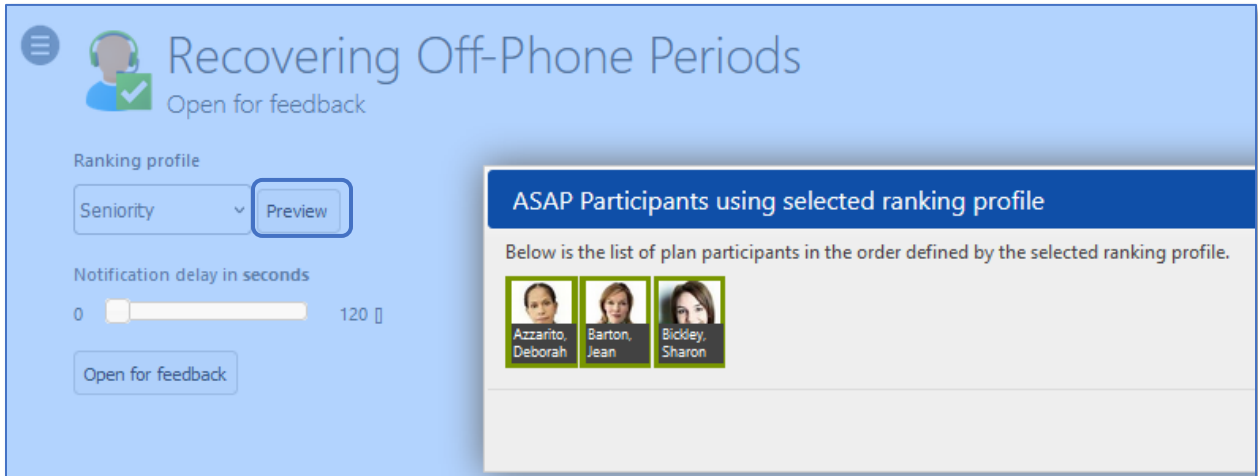 Recovering Off-Phone Periods
Open for feedback
Ranking profile
Seniority
Preview
Notification delay in seconds
0
120 []
Open for feedback
ASAP Participants using selected ranking profile
Below is the list of plan participants in the order defined by the selected ranking profile.
Azzarito,
Deborah
Barton,
Jean
Bickley,
Sharon